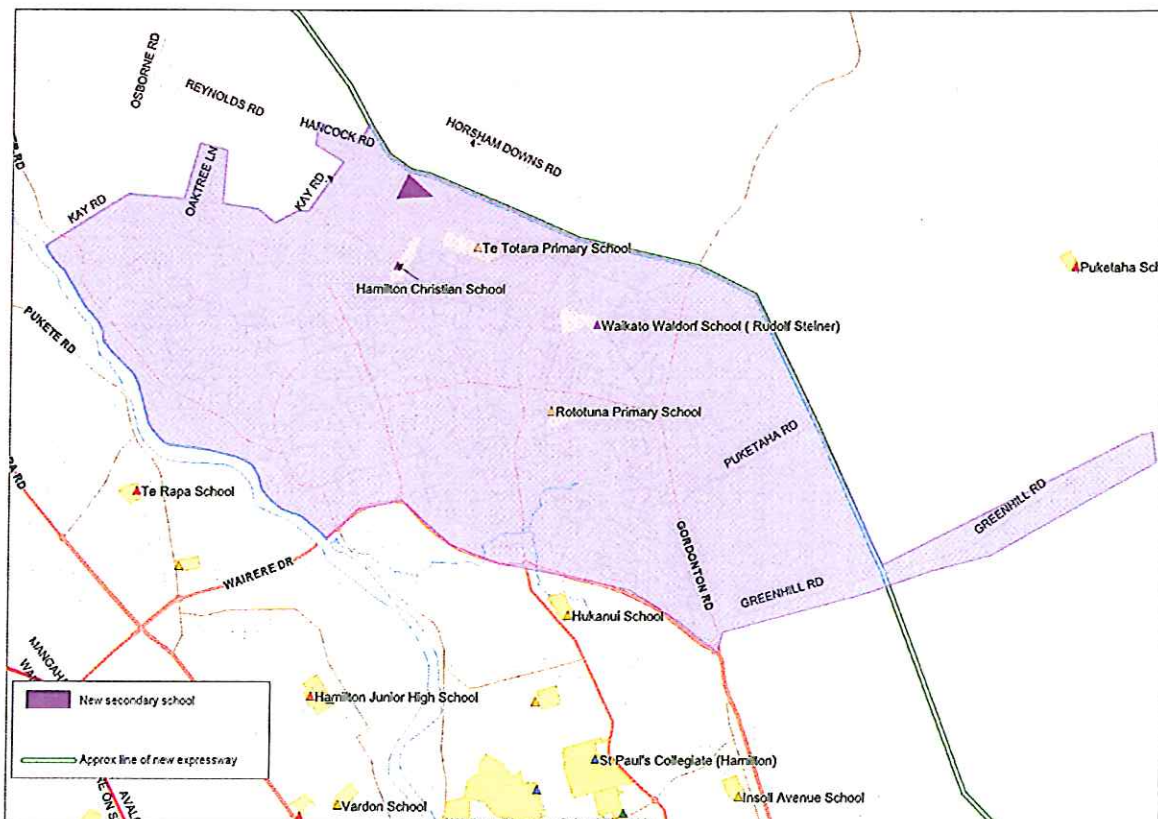 OSBORNE RD
REYNOLDS RD
HANCOCK RD
HORSHAM DOWNS RD
OAKTREE LN
KAY RD
KAY RD
Te Totara Primary School
Puketaha Sch
Hamilton Christian School
PUKETE RD
Waikato Waldorf School ( Rudolf Steiner)
Rototuna Primary School
PUKETAHA RD
Te Rapa School
GREENHILL RD
GORDONTON RD
WAIRERE DR
GREENHILL RD
Hukanui School
Hamilton Junior High School
New secondary school
St Paul's Collegiate (Hamilton)
Approx line of new expressway
Vardon School
Insoll Avenue School